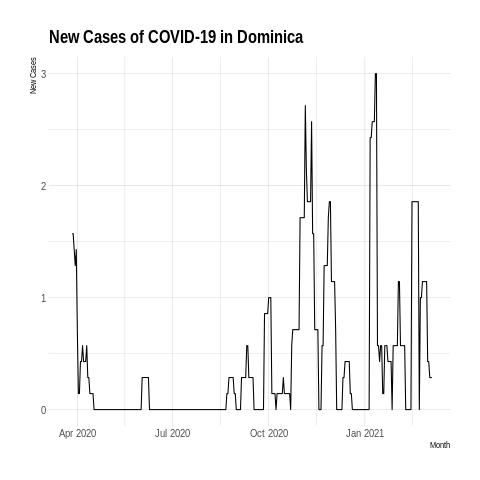 New Cases of COVID-19 in Dominica
New Cases
3
2
1
0
Apr 2020
Jul 2020
Oct 2020
Jan 2021
Month